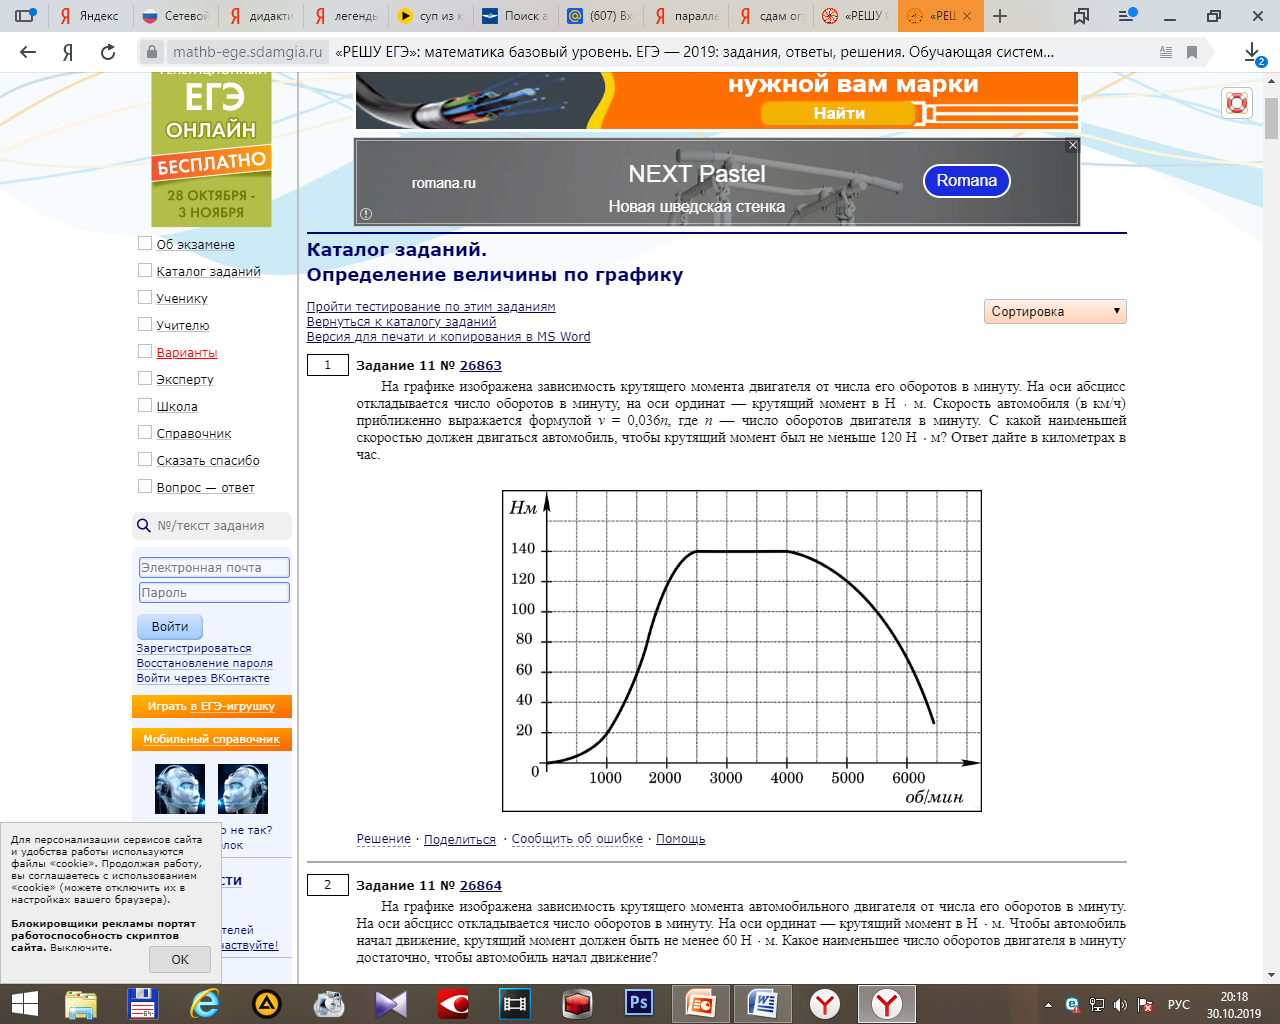 Яндекс
Сетевой
дидакти
легенды
суп из к
Поиск а
(607) Вх
паралле
сдам ог
«РЕШУ О
«РЕШ
mathb-ege.sdamgia.ru
«РЕШУ ЕГЭ»: математика базовый уровень. ЕГЭ — 2019: задания, ответы, решения. Обучающая систем...
2
ЕГЭ
ОНЛАЙН
БЕСПЛАТНО
28 ОКТЯБРЯ -
3 НОЯБРЯ
нужной вам марки
Найти
romana.ru
NEXT Pastel
Новая шведская стенка
Romana
Об экзамене
Каталог заданий
Ученику
Учителю
Варианты
Эксперту
Школа
Справочник
Сказать спасибо
Вопрос — ответ
№/текст задания
Электронная почта
Пароль
Войти
Зарегистрироваться
Восстановление пароля
Войти через ВКонтакте
Играть в ЕГЭ-игрушку
Мобильный справочник
о не так?
лок
сти
телей
частвуйте!
Для персонализации сервисов сайта
и удобства работы используются
файлы «cookie». Продолжая работу,
вы соглашаетесь с использованием
«cookie» (можете отключить их в
настройках вашего браузера).
Блокировщики рекламы портят
работоспособность скриптов
сайта. Выключите.
OK
Каталог заданий.
Определение величины по графику
Пройти тестирование по этим заданиям
Вернуться к каталогу заданий
Версия для печати и копирования в MS Word
Сортировка
1
Задание 11 № 26863
На графике изображена зависимость крутящего момента двигателя от числа его оборотов в минуту. На оси абсцисс
откладывается число оборотов в минуту, на оси ординат — крутящий момент в Н · м. Скорость автомобиля (в км/ч)
приближенно выражается формулой v = 0,036n, где n — число оборотов двигателя в минуту. С какой наименьшей
скоростью должен двигаться автомобиль, чтобы крутящий момент был не меньше 120 Н · м? Ответ дайте в километрах в
час.
Нм
140
120
100
80
60
40
20
0
1000 2000 3000 4000 5000 6000
об/мин
Решение · Поделиться · Сообщить об ошибке · Помощь
2
Задание 11 № 26864
На графике изображена зависимость крутящего момента автомобильного двигателя от числа его оборотов в минуту.
На оси абсцисс откладывается число оборотов в минуту. На оси ординат — крутящий момент в Н · м. Чтобы автомобиль
начал движение, крутящий момент должен быть не менее 60 Н · м. Какое наименьшее число оборотов двигателя в минуту
достаточно, чтобы автомобиль начал движение?
64
Ps
РУС
20:18
30.10.2019